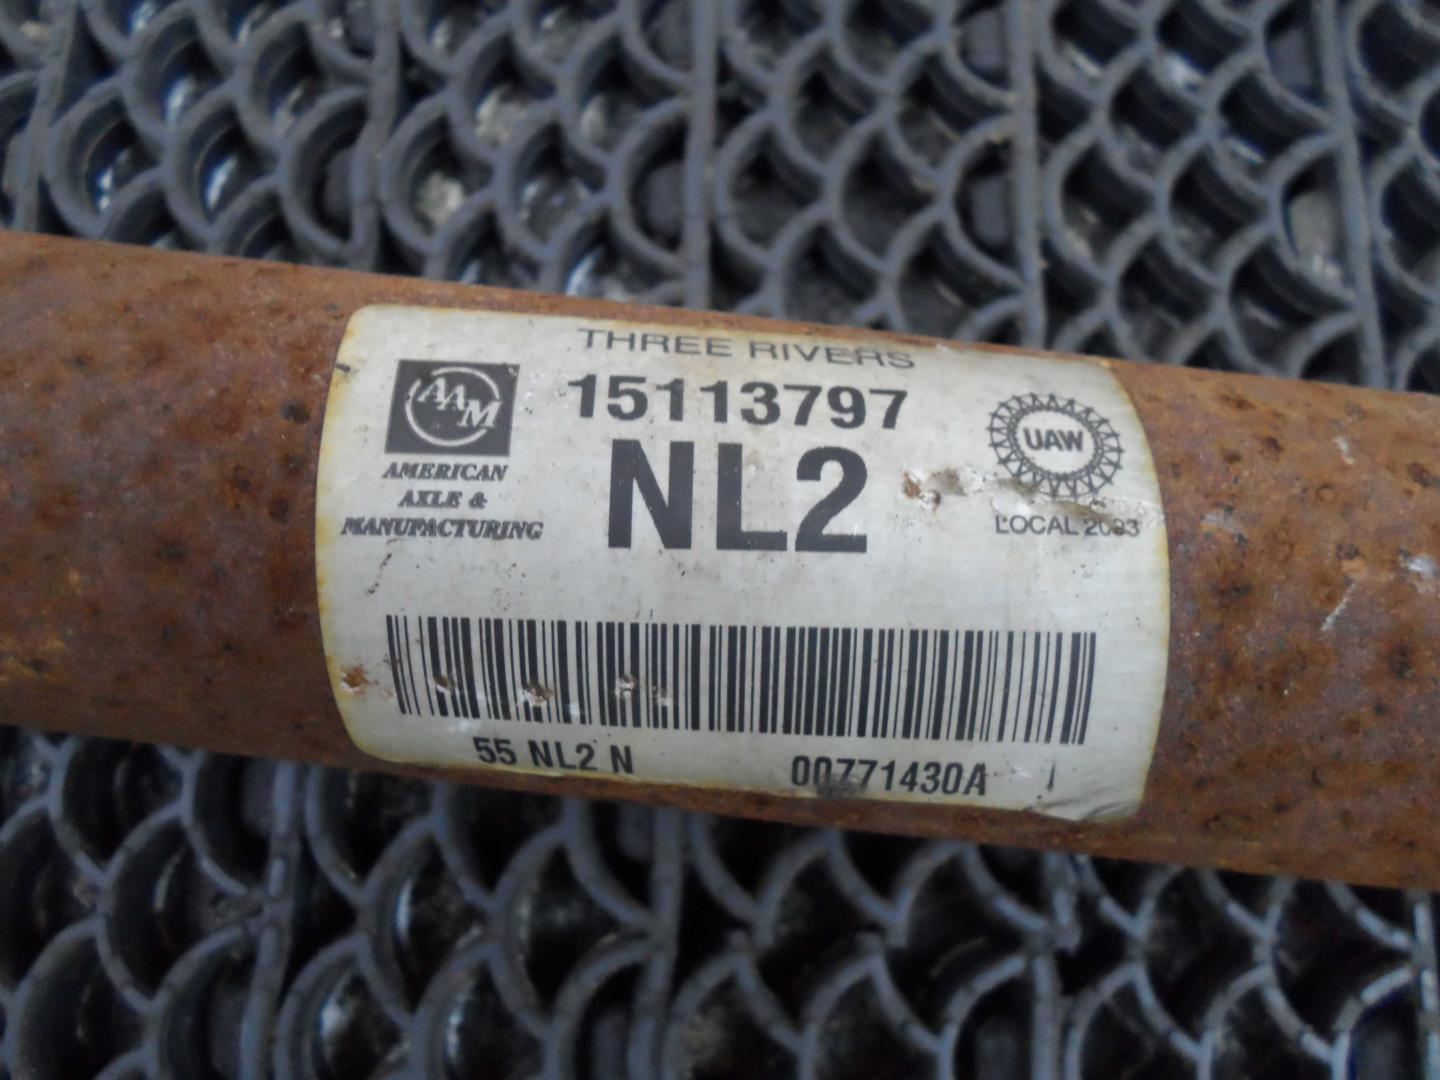 THREE RIVERS
15113797
NL2
AAM
AMERICAN
AXLE &
MANUFACTURING
UAW
LOCAL 2093
55 NL2 N 00771430A